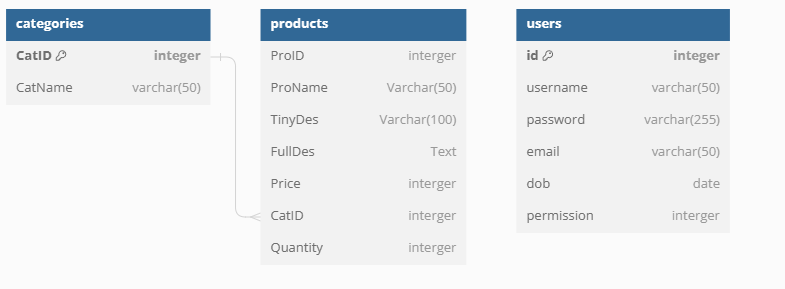 categories
CatID integer
CatName varchar(50)
products
ProID interger
ProName Varchar(50)
TinyDes Varchar(100)
FullDes Text
Price interger
CatID interger
Quantity interger
users
id integer
username varchar(50)
password varchar(255)
email varchar(50)
dob date
permission interger